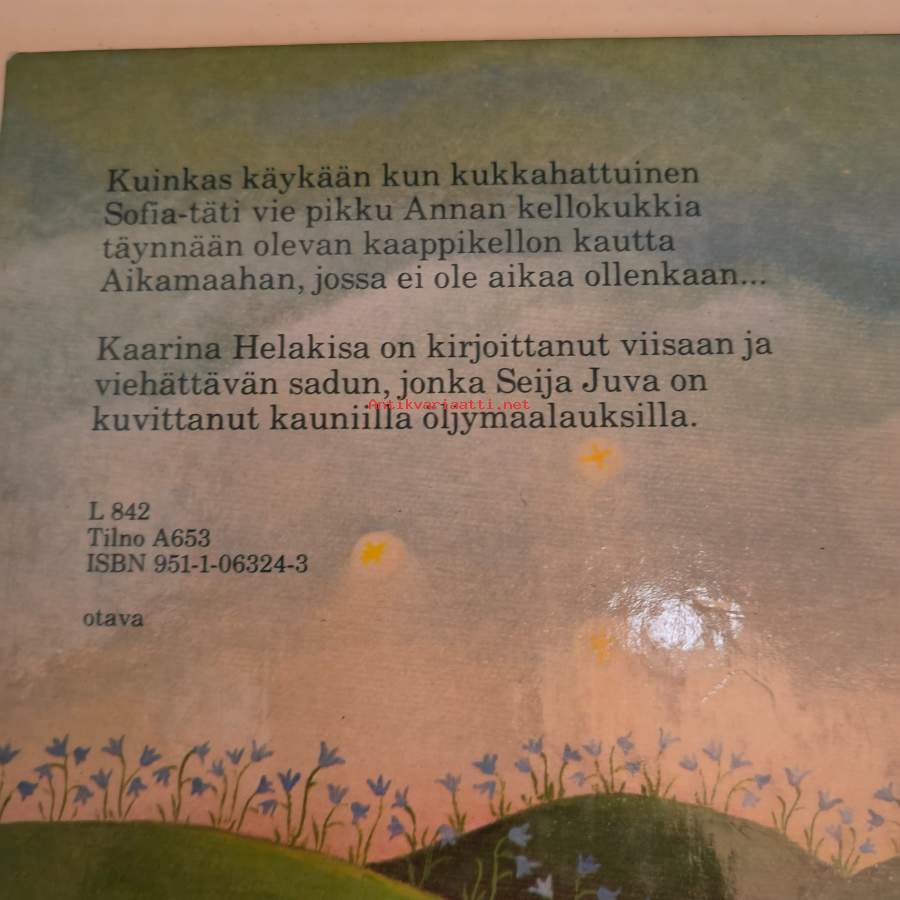 Kuinkas käykään kun kukkahattuinen
Sofia-täti vie pikku Annan kellokukkia
täynnään olevan kaappikellon kautta
Aikamaahan, jossa ei ole aikaa ollenkaan...
Kaarina Helakisa on kirjoittanut viisaan ja
viehättävän sadun, jonka Seija Juva on
Antikvariaatti.net
kuvittanut kauniilla öljymaalauksilla.
L 842
Tilno A653
ISBN 951-1-06324-3
otava